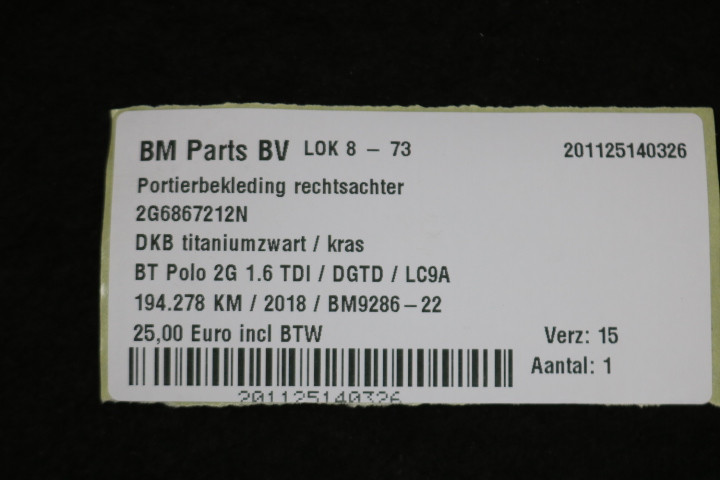 BM Parts BV LOK 8 – 73 201125140326
Portierbekleding rechtsachter
2G6867212N
DKB titaniumzwart / kras
BT Polo 2G 1.6 TDI / DGTD / LC9A
194.278 KM / 2018 / BM9286–22
25,00 Euro incl BTW Verz: 15
Aantal: 1
201125140326